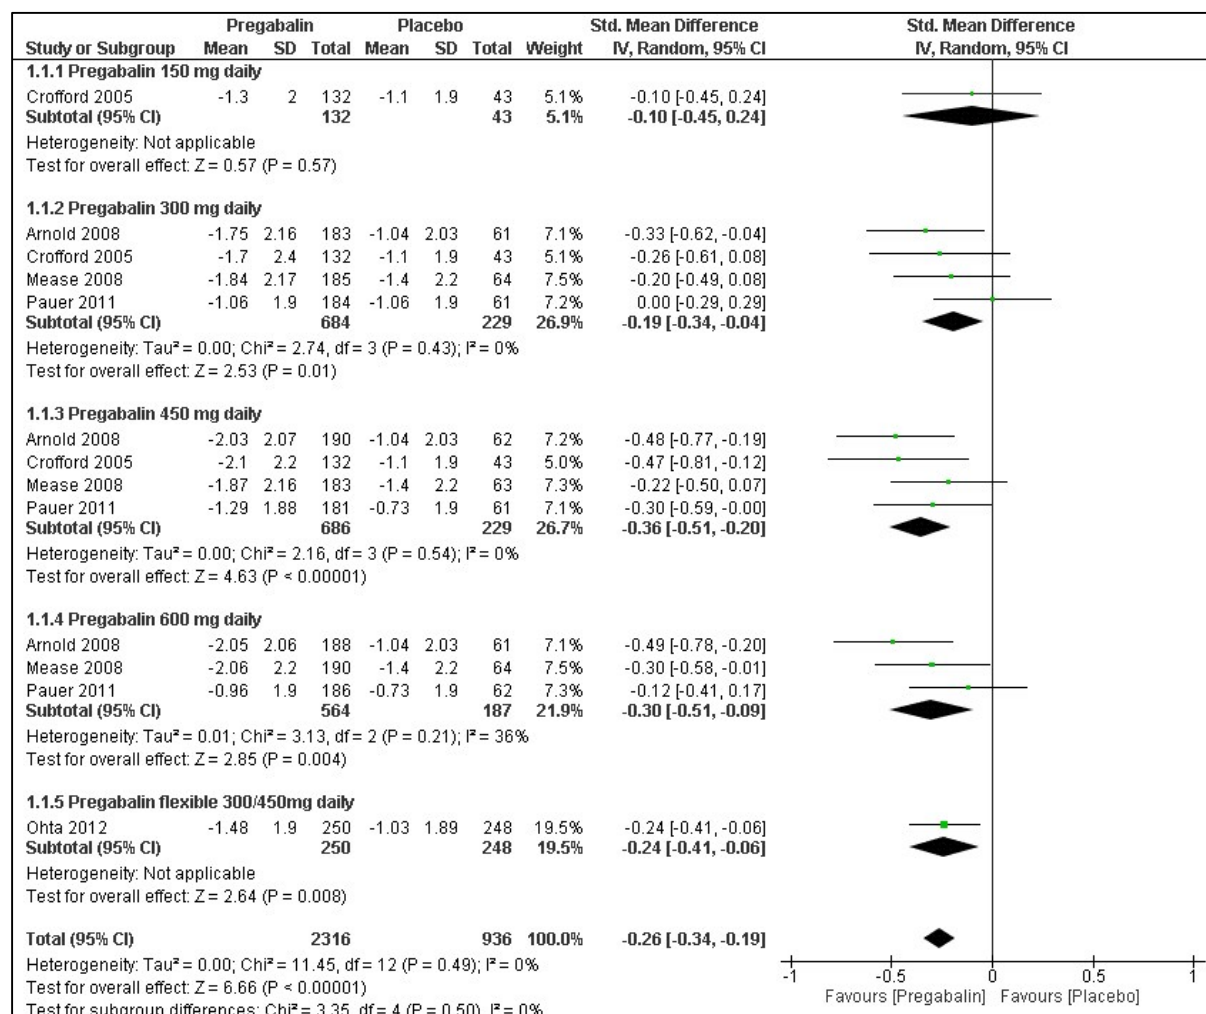 Pregabalin Placebo Std. Mean Difference Std. Mean Difference
Study or Subgroup Mean SD Total Mean SD Total Weight IV, Random, 95% CI IV, Random, 95% CI
1.1.1 Pregabalin 150 mg daily
Crofford 2005 -1.3 2 132 -1.1 1.9 43 5.1% -0.10 [-0.45, 0.24]
Subtotal (95% CI) 132 43 5.1% -0.10 [-0.45, 0.24]
Heterogeneity: Not applicable
Test for overall effect: Z = 0.57 (P = 0.57)
1.1.2 Pregabalin 300 mg daily
Arnold 2008 -1.75 2.16 183 -1.04 2.03 61 7.1% -0.33 [-0.62, -0.04]
Crofford 2005 -1.7 2.4 132 -1.1 1.9 43 5.1% -0.26 [-0.61, 0.08]
Mease 2008 -1.84 2.17 185 -1.4 2.2 64 7.5% -0.20 [-0.49, 0.08]
Pauer 2011 -1.06 1.9 184 -1.06 1.9 61 7.2% 0.00 [-0.29, 0.29]
Subtotal (95% CI) 684 229 26.9% -0.19 [-0.34, -0.04]
Heterogeneity: Tau² = 0.00; Chi² = 2.74, df = 3 (P = 0.43); I² = 0%
Test for overall effect: Z = 2.53 (P = 0.01)
1.1.3 Pregabalin 450 mg daily
Arnold 2008 -2.03 2.07 190 -1.04 2.03 62 7.2% -0.48 [-0.77, -0.19]
Crofford 2005 -2.1 2.2 132 -1.1 1.9 43 5.0% -0.47 [-0.81, -0.12]
Mease 2008 -1.87 2.16 183 -1.4 2.2 63 7.3% -0.22 [-0.50, 0.07]
Pauer 2011 -1.29 1.88 181 -0.73 1.9 61 7.1% -0.30 [-0.59, -0.00]
Subtotal (95% CI) 686 229 26.7% -0.36 [-0.51, -0.20]
Heterogeneity: Tau² = 0.00; Chi² = 2.16, df = 3 (P = 0.54); I² = 0%
Test for overall effect: Z = 4.63 (P < 0.00001)
1.1.4 Pregabalin 600 mg daily
Arnold 2008 -2.05 2.06 188 -1.04 2.03 61 7.1% -0.49 [-0.78, -0.20]
Mease 2008 -2.06 2.2 190 -1.4 2.2 64 7.5% -0.30 [-0.58, -0.01]
Pauer 2011 -0.96 1.9 186 -0.73 1.9 62 7.3% -0.12 [-0.41, 0.17]
Subtotal (95% CI) 564 187 21.9% -0.30 [-0.51, -0.09]
Heterogeneity: Tau² = 0.01; Chi² = 3.13, df = 2 (P = 0.21); I² = 36%
Test for overall effect: Z = 2.85 (P = 0.004)
1.1.5 Pregabalin flexible 300/450mg daily
Ohta 2012 -1.48 1.9 250 -1.03 1.89 248 19.5% -0.24 [-0.41, -0.06]
Subtotal (95% CI) 250 248 19.5% -0.24 [-0.41, -0.06]
Heterogeneity: Not applicable
Test for overall effect: Z = 2.64 (P = 0.008)
Total (95% CI) 2316 936 100.0% -0.26 [-0.34, -0.19]
Heterogeneity: Tau² = 0.00; Chi² = 11.45, df = 12 (P = 0.49); I² = 0%
Test for overall effect: Z = 6.66 (P < 0.00001)
Test for subgroup differences: Chi² = 3.35, df = 4 (P = 0.50), I² = 0%
-1 -0.5 0 0.5 1
Favours [Pregabalin] Favours [Placebo]